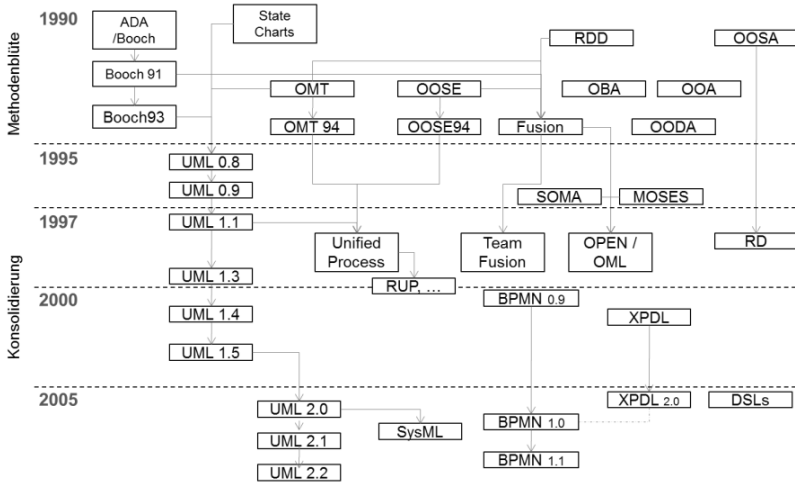 1990
ADA
/Booch
State
Charts
RDD
OOSA
Booch 91
OMT
OOSE
OBA
OOA
Methodenblüte
Booch93
OMT 94
OOSE94
Fusion
OODA
1995
UML 0.8
UML 0.9
SOMA
MOSES
1997
UML 1.1
Unified
Process
Team
Fusion
OPEN /
OML
RD
Konsolidierung
UML 1.3
RUP, ...
2000
BPMN 0.9
UML 1.4
XPDL
UML 1.5
2005
UML 2.0
XPDL 2.0
DSLs
SysML
BPMN 1.0
UML 2.1
BPMN 1.1
UML 2.2